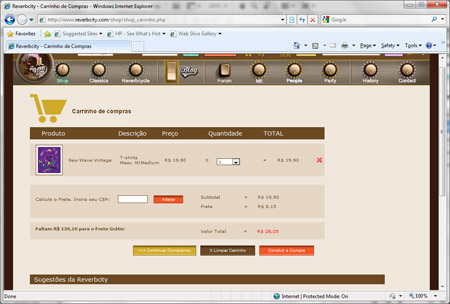 Reverbcity - Carrinho de Compras - Windows Internet Explorer
http://www.reverbcity.com/shop/shop_carrinho.php
Google
Favorites Suggested Sites HP - See What's Hot Web Slice Gallery
Reverbcity - Carrinho de Compras
Page Safety Tools
Shop Classics Reverbcycle Blog Forum Me People Party History Contact
Carrinho de compras
Produto Descrição Preço Quantidade TOTAL
New Wave Vintage T-shirts R$ 19,90 X 1 = R$ 19,90 X
Masc. M/Medium
Calcule o Frete. Insira seu CEP: Alterar
Subtotal = R$ 19,90
Frete = R$ 8,15
Faltam R$ 130,10 para o Frete Grátis!
Valor Total = R$ 28,05
<<< Continuar Comprando X Limpar Carrinho Concluir a Compra
Sugestões da Reverbcity
Done Internet | Protected Mode: On 100%